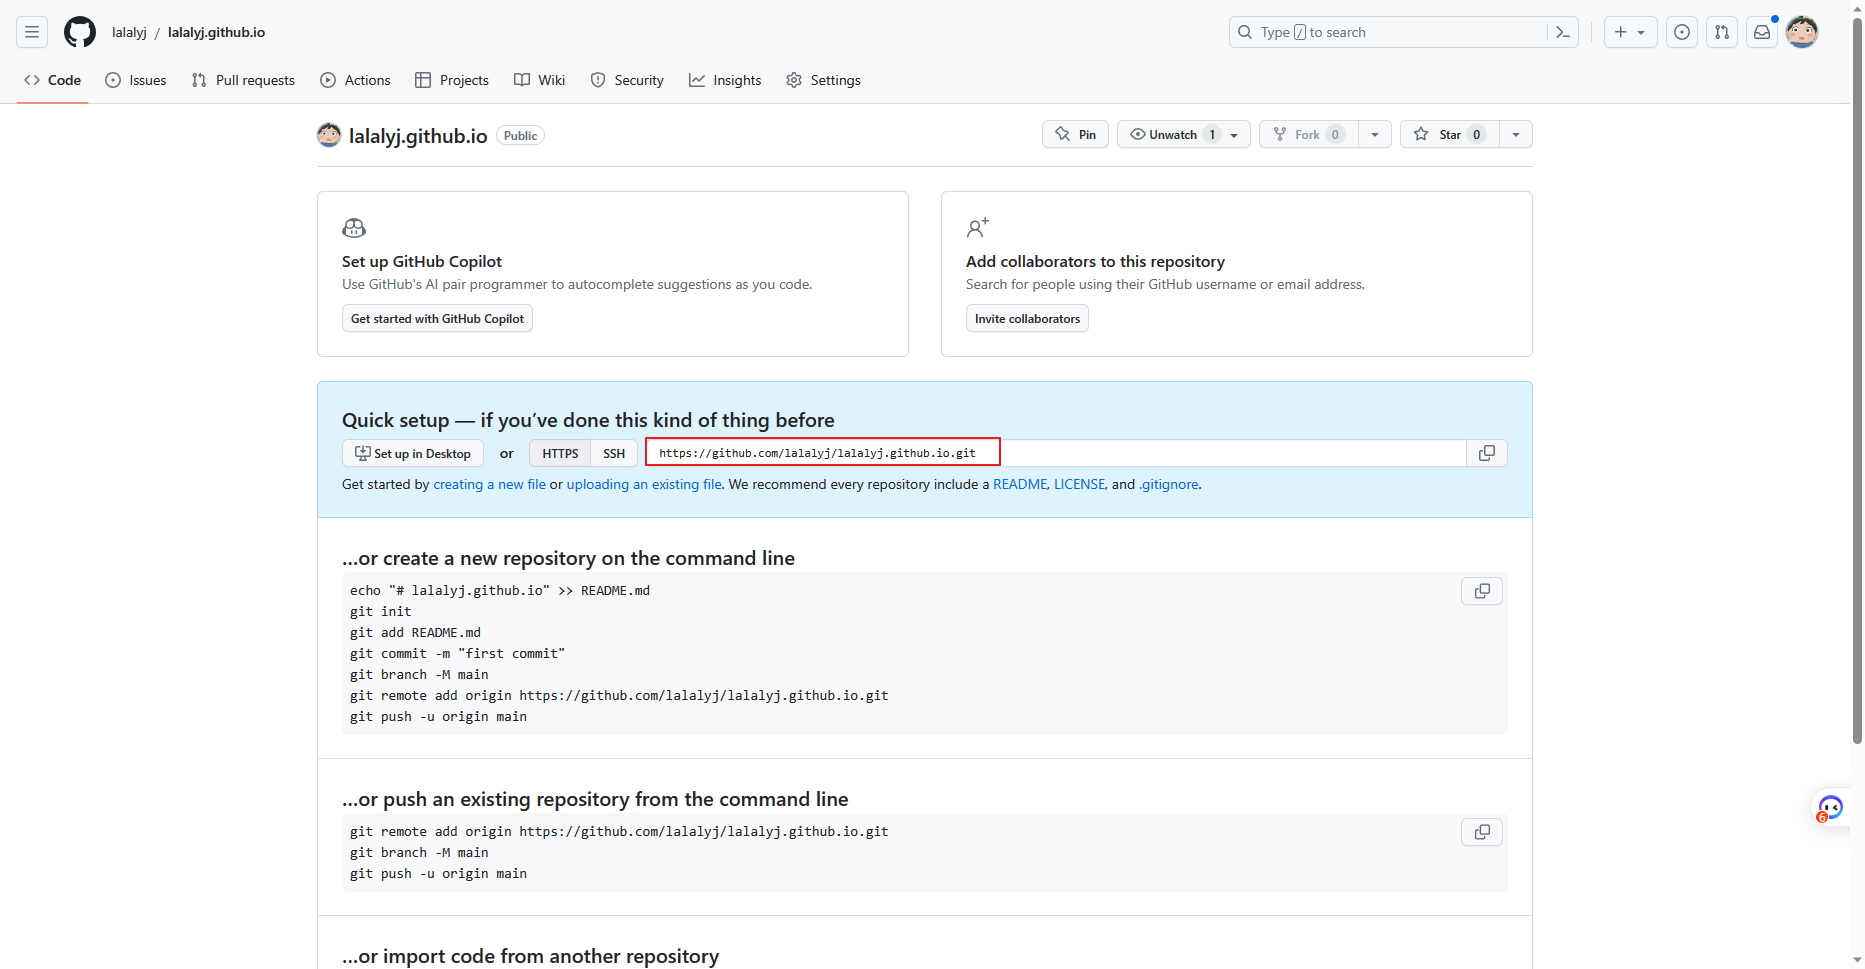 lalalyj / lalalyj.github.io
Type / to search
Code Issues Pull requests Actions Projects Wiki Security Insights Settings
lalalyj.github.io Public
Pin Unwatch 1 Fork 0 Star 0
Set up GitHub Copilot
Use GitHub's AI pair programmer to autocomplete suggestions as you code.
Get started with GitHub Copilot
Add collaborators to this repository
Search for people using their GitHub username or email address.
Invite collaborators
Quick setup — if you’ve done this kind of thing before
Set up in Desktop or HTTPS SSH https://github.com/lalalyj/lalalyj.github.io.git
Get started by creating a new file or uploading an existing file. We recommend every repository include a README, LICENSE, and .gitignore.
…or create a new repository on the command line
echo "# lalalyj.github.io" >> README.md
git init
git add README.md
git commit -m "first commit"
git branch -M main
git remote add origin https://github.com/lalalyj/lalalyj.github.io.git
git push -u origin main
…or push an existing repository from the command line
git remote add origin https://github.com/lalalyj/lalalyj.github.io.git
git branch -M main
git push -u origin main
6
…or import code from another repository